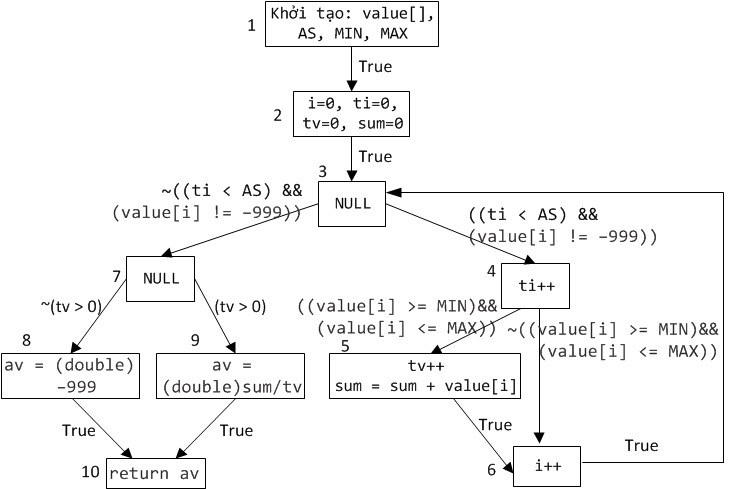 1
Khởi tạo: value[],
AS, MIN, MAX
True
2
i=0, ti=0,
tv=0, sum=0
True
3
NULL
~((ti < AS) &&
(value[i] != -999))
((ti < AS) &&
(value[i] != -999))
7
NULL
4
ti++
~(tv > 0)
(tv > 0)
((value[i] >= MIN)&&
(value[i] <= MAX))
~((value[i] >= MIN)&&
(value[i] <= MAX))
8
av = (double)
-999
9
av =
(double)sum/tv
5
tv++
sum = sum + value[i]
True
True
True
True
10
return av
6
i++